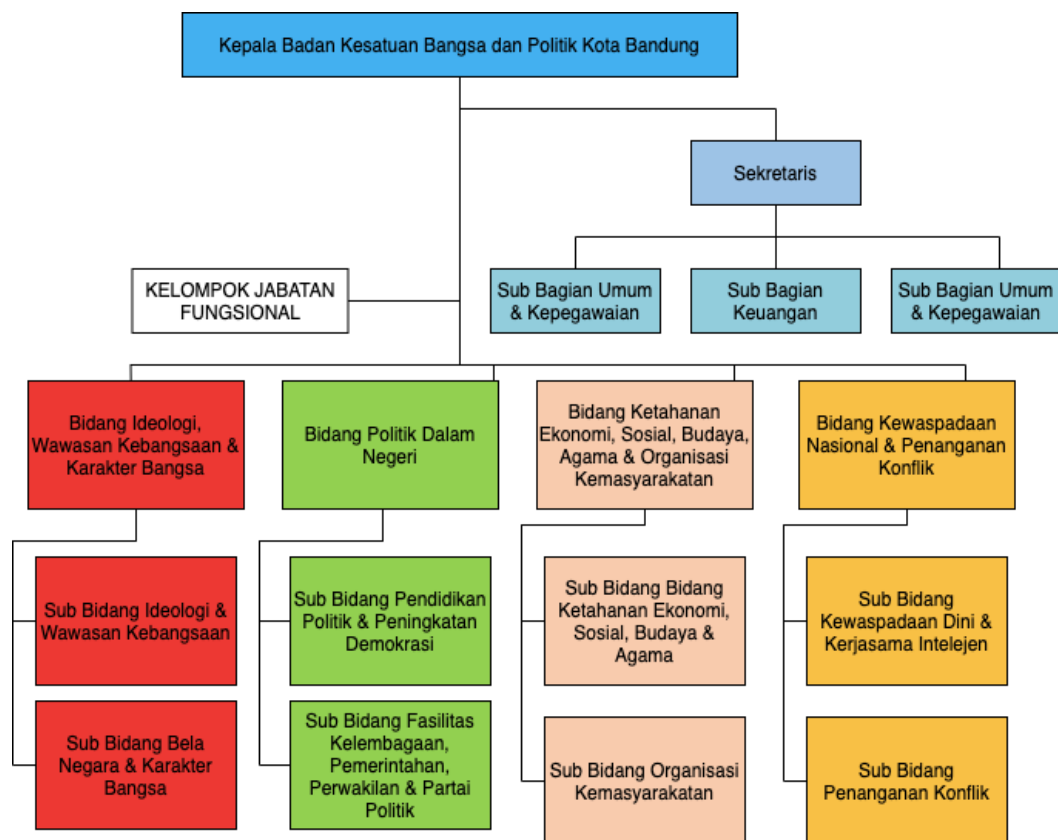 Kepala Badan Kesatuan Bangsa dan Politik Kota Bandung
Sekretaris
KELOMPOK JABATAN
FUNGSIONAL
Sub Bagian Umum
& Kepegawaian
Sub Bagian
Keuangan
Sub Bagian Umum
& Kepegawaian
Bidang Ideologi,
Wawasan Kebangsaan &
Karakter Bangsa
Bidang Politik Dalam
Negeri
Bidang Ketahanan
Ekonomi, Sosial, Budaya,
Agama & Organisasi
Kemasyarakatan
Bidang Kewaspadaan
Nasional & Penanganan
Konflik
Sub Bidang Ideologi &
Wawasan Kebangsaan
Sub Bidang Pendidikan
Politik & Peningkatan
Demokrasi
Sub Bidang Bidang
Ketahanan Ekonomi,
Sosial, Budaya &
Agama
Sub Bidang
Kewaspadaan Dini &
Kerjasama Intelejen
Sub Bidang Bela
Negara & Karakter
Bangsa
Sub Bidang Fasilitas
Kelembagaan,
Pemerintahan,
Perwakilan & Partai
Politik
Sub Bidang Organisasi
Kemasyarakatan
Sub Bidang
Penanganan Konflik